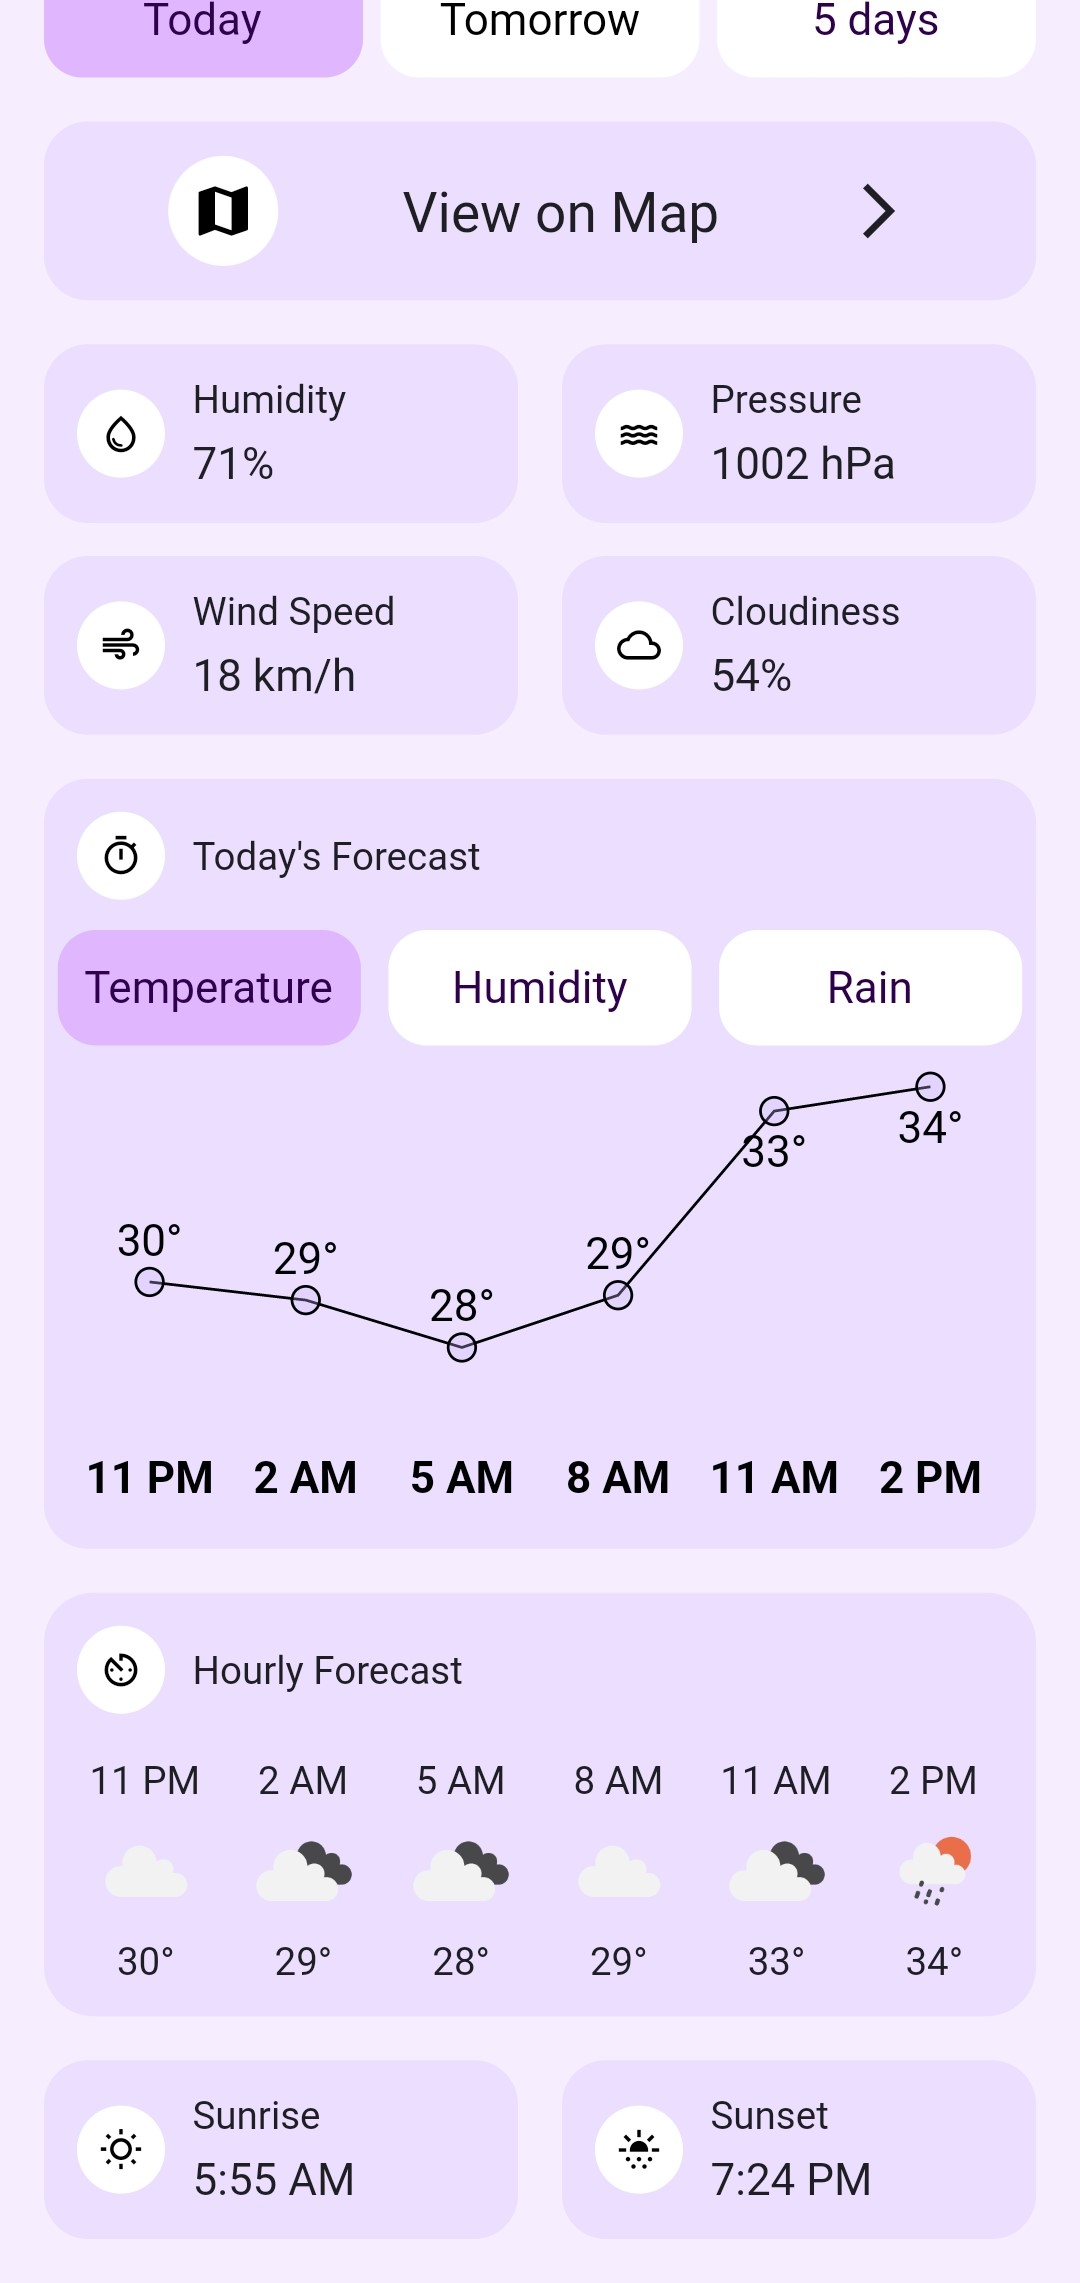 Today Tomorrow 5 days
View on Map
Humidity
71%
Pressure
1002 hPa
Wind Speed
18 km/h
Cloudiness
54%
Today's Forecast
Temperature Humidity Rain
30° 29° 28° 29° 33° 34°
11 PM 2 AM 5 AM 8 AM 11 AM 2 PM
Hourly Forecast
11 PM 2 AM 5 AM 8 AM 11 AM 2 PM
30° 29° 28° 29° 33° 34°
Sunrise
5:55 AM
Sunset
7:24 PM